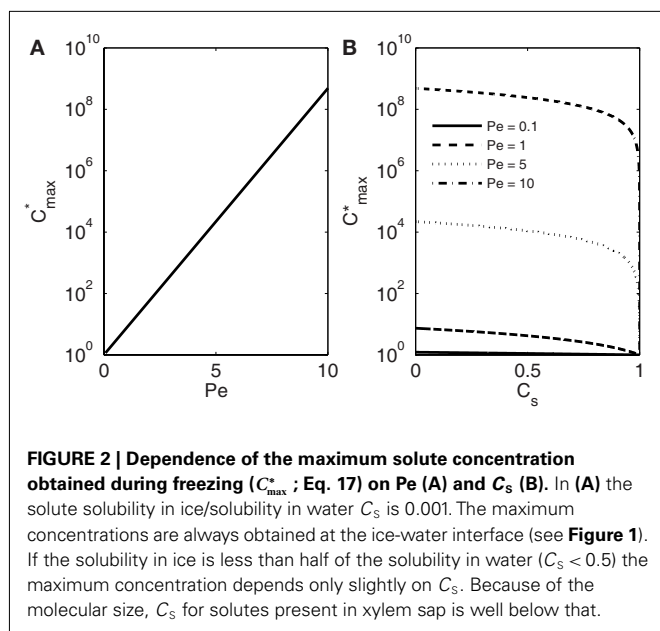 A
B
10^10
10^8
10^6
10^4
10^2
10^0
C*max
0
5
10
Pe
10^10
10^8
10^6
10^4
10^2
10^0
C*max
Pe = 0.1
Pe = 1
Pe = 5
Pe = 10
0
0.5
1
C_s
FIGURE 2 | Dependence of the maximum solute concentration
obtained during freezing (C*max ; Eq. 17) on Pe (A) and C_s (B). In (A) the
solute solubility in ice/solubility in water C_s is 0.001. The maximum
concentrations are always obtained at the ice-water interface (see Figure 1).
If the solubility in ice is less than half of the solubility in water (C_s < 0.5) the
maximum concentration depends only slightly on C_s. Because of the
molecular size, C_s for solutes present in xylem sap is well below that.